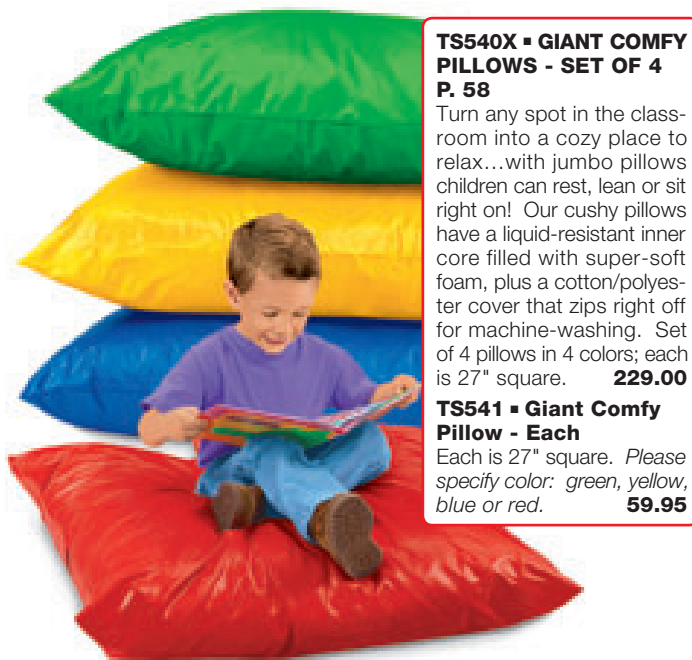 TS540X ▪ GIANT COMFY
PILLOWS - SET OF 4
P. 58
Turn any spot in the class-
room into a cozy place to
relax…with jumbo pillows
children can rest, lean or sit
right on! Our cushy pillows
have a liquid-resistant inner
core filled with super-soft
foam, plus a cotton/polyes-
ter cover that zips right off
for machine-washing. Set
of 4 pillows in 4 colors; each
is 27" square. 229.00
TS541 ▪ Giant Comfy
Pillow - Each
Each is 27" square. Please
specify color: green, yellow,
blue or red. 59.95